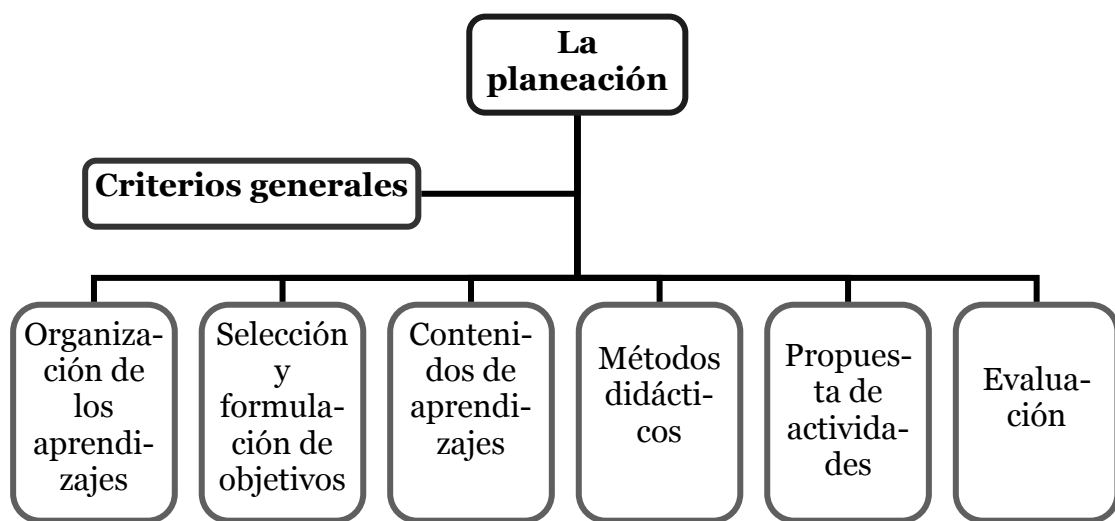 La
planeación
Criterios generales
Organiza-
ción de
los
aprendi-
zajes
Selección
y
formula-
ción de
objetivos
Conteni-
dos de
aprendi-
zajes
Métodos
didácti-
cos
Propues-
ta de
activida-
des
Evalua-
ción